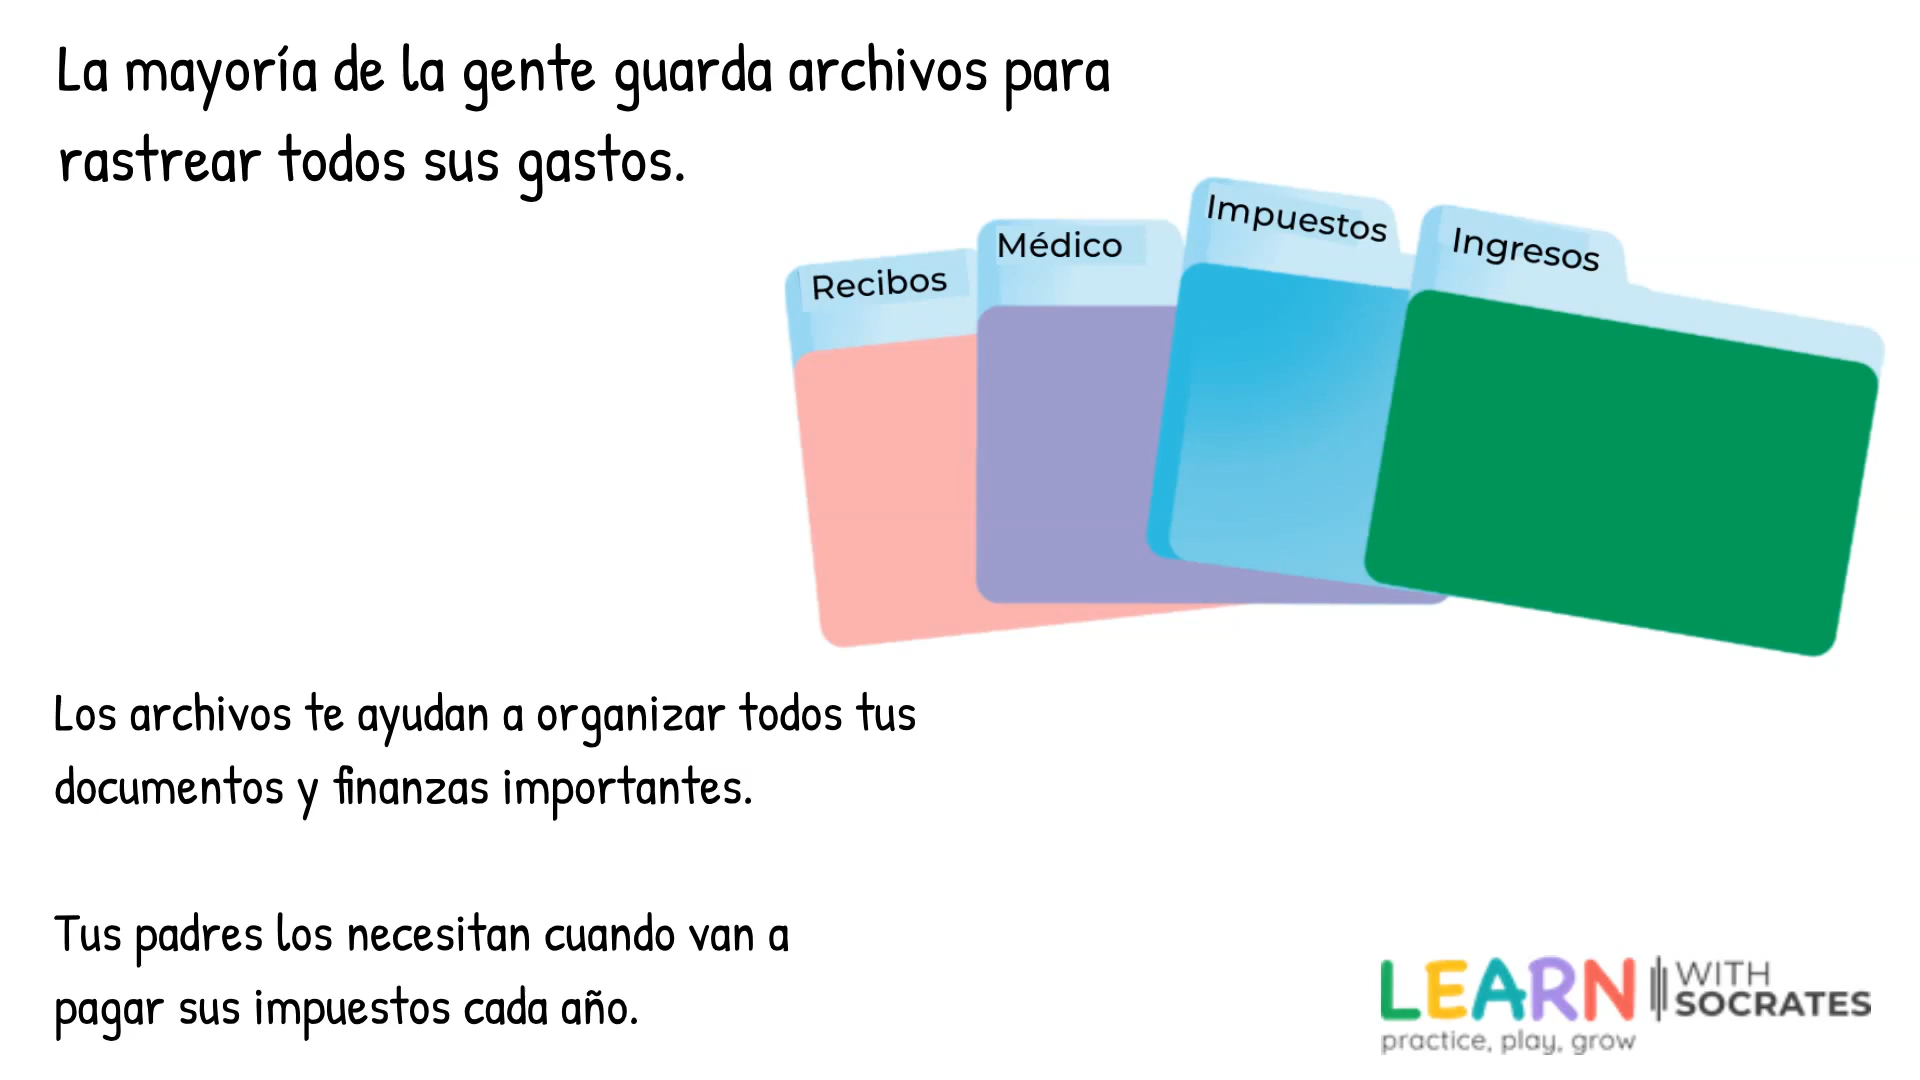 La mayoría de la gente guarda archivos para
rastrear todos sus gastos.
Recibos
Médico
Impuestos
Ingresos
Los archivos te ayudan a organizar todos tus
documentos y finanzas importantes.
Tus padres los necesitan cuando van a
pagar sus impuestos cada año.
LEARN WITH
SOCRATES
practice, play, grow